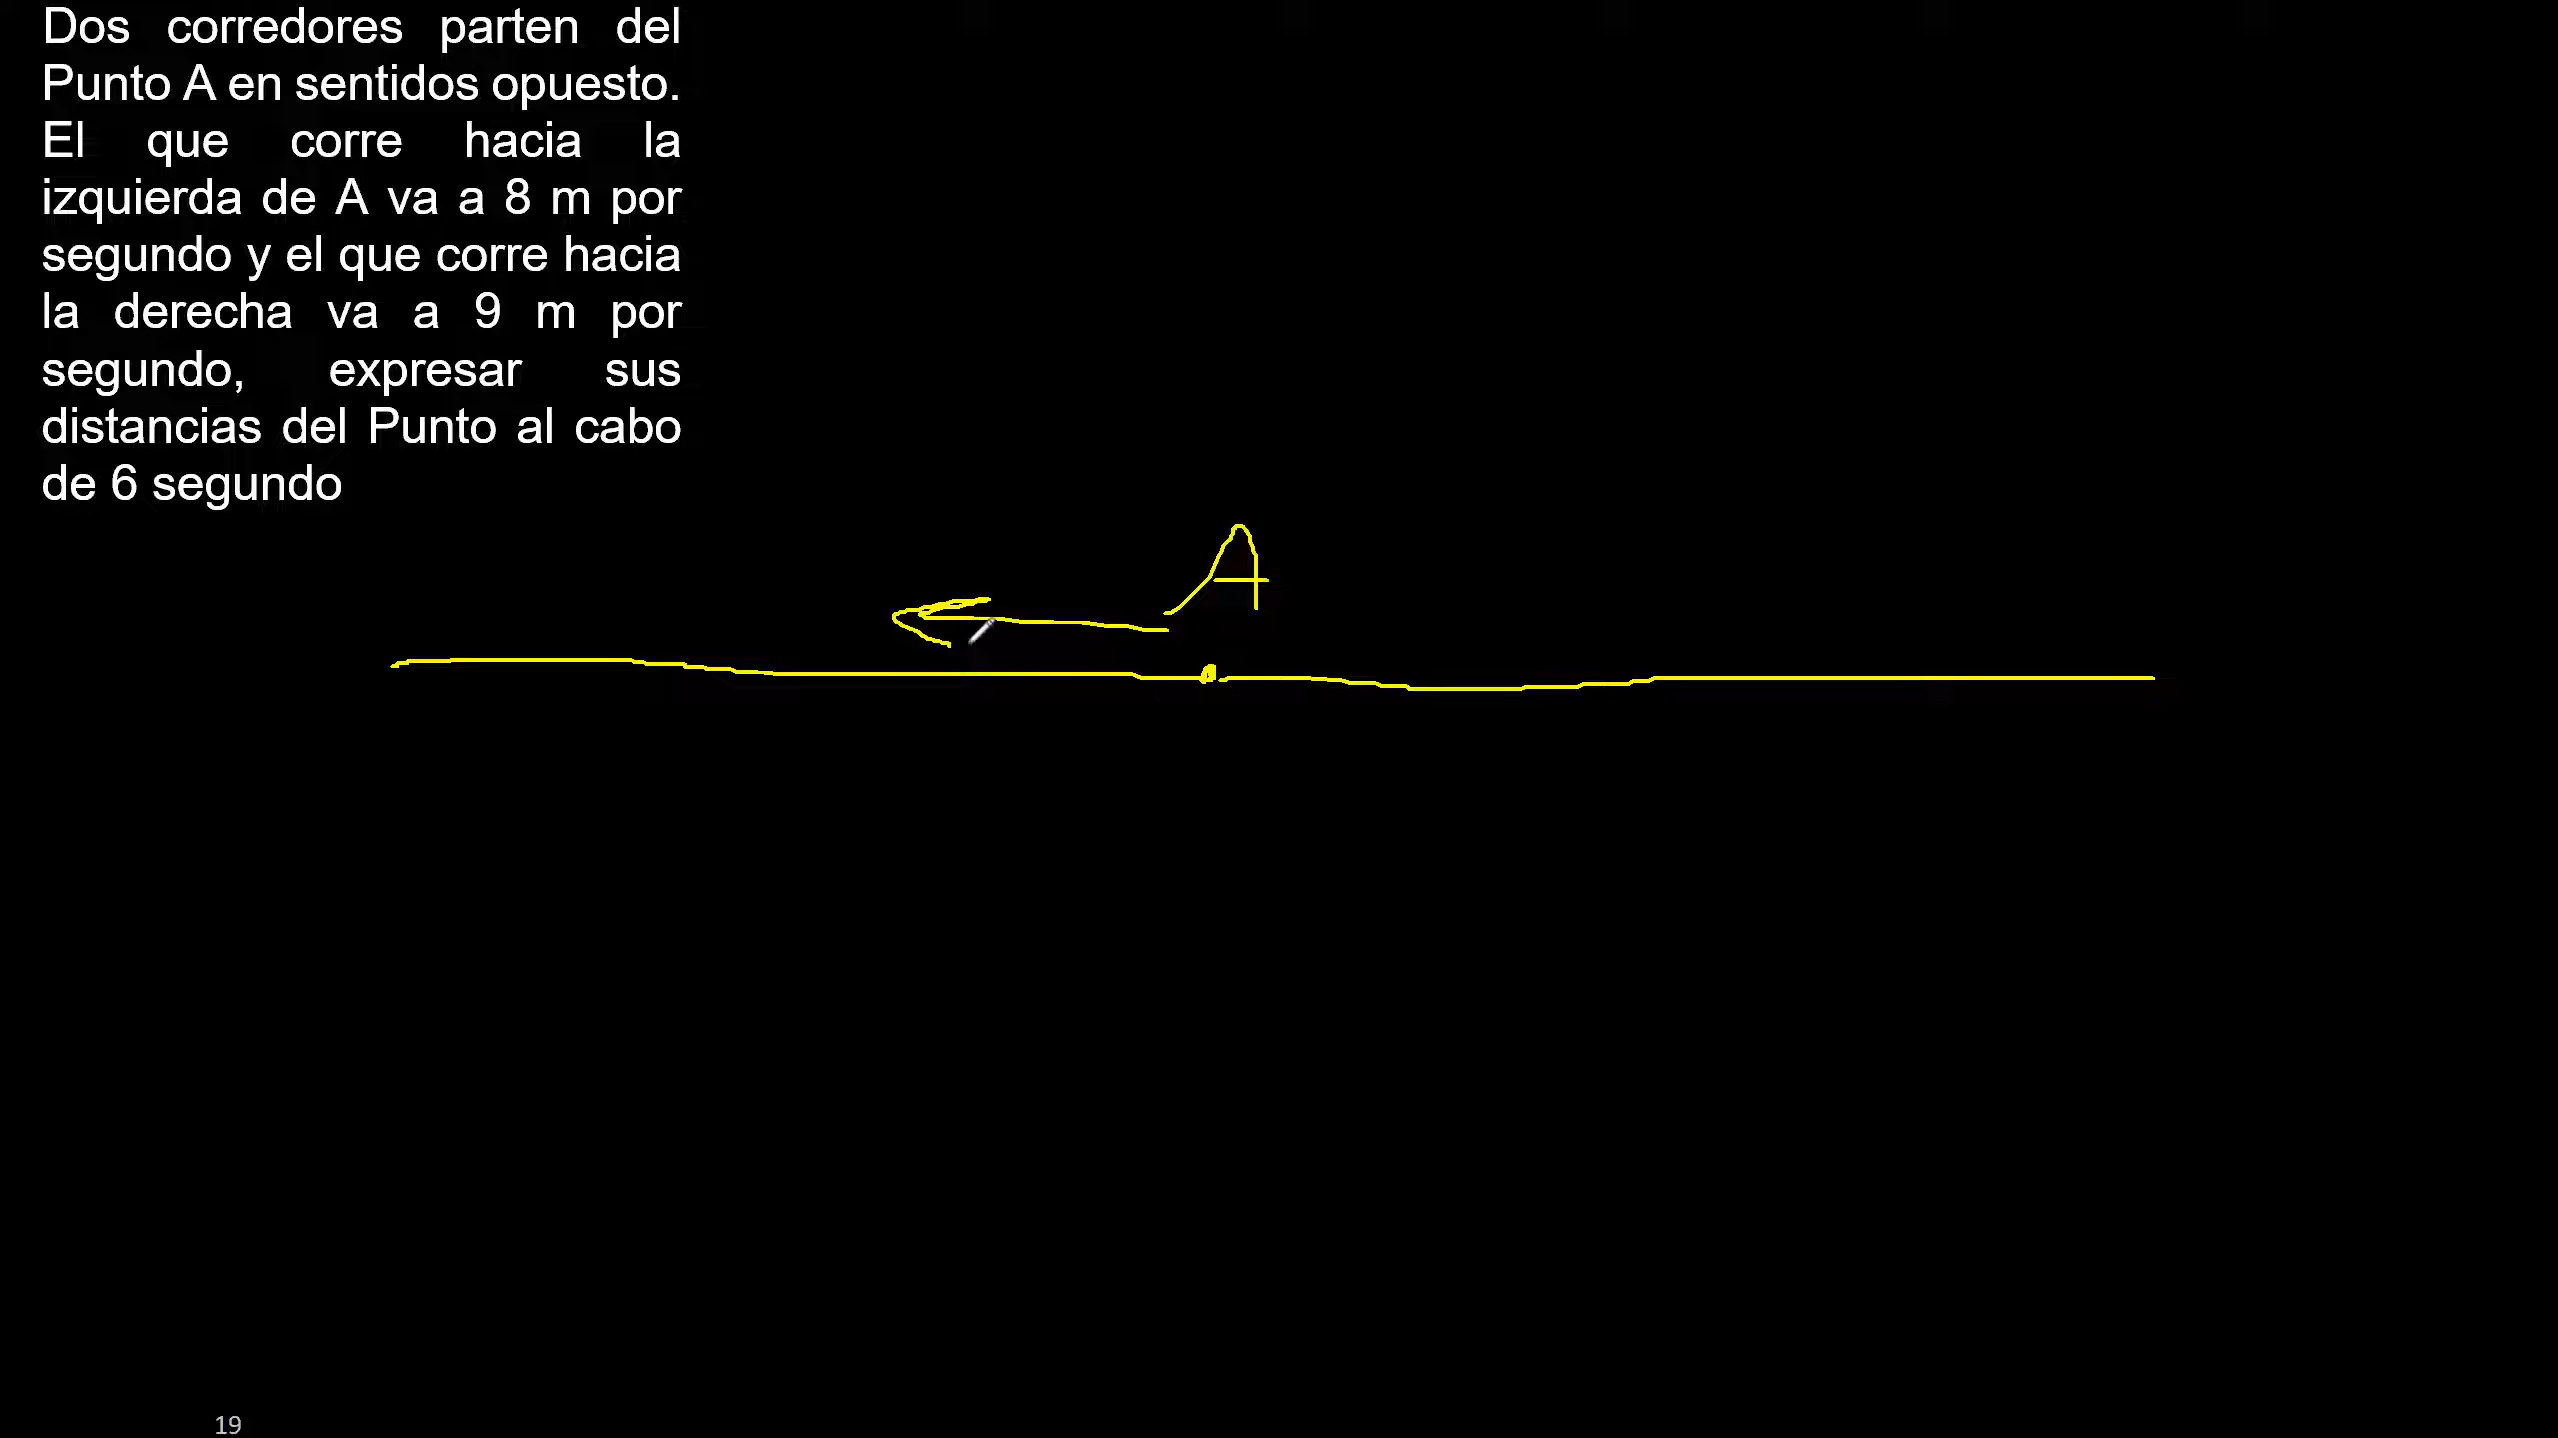 Dos corredores parten del
Punto A en sentidos opuesto.
El que corre hacia la
izquierda de A va a 8 m por
segundo y el que corre hacia
la derecha va a 9 m por
segundo, expresar sus
distancias del Punto al cabo
de 6 segundo
A
19